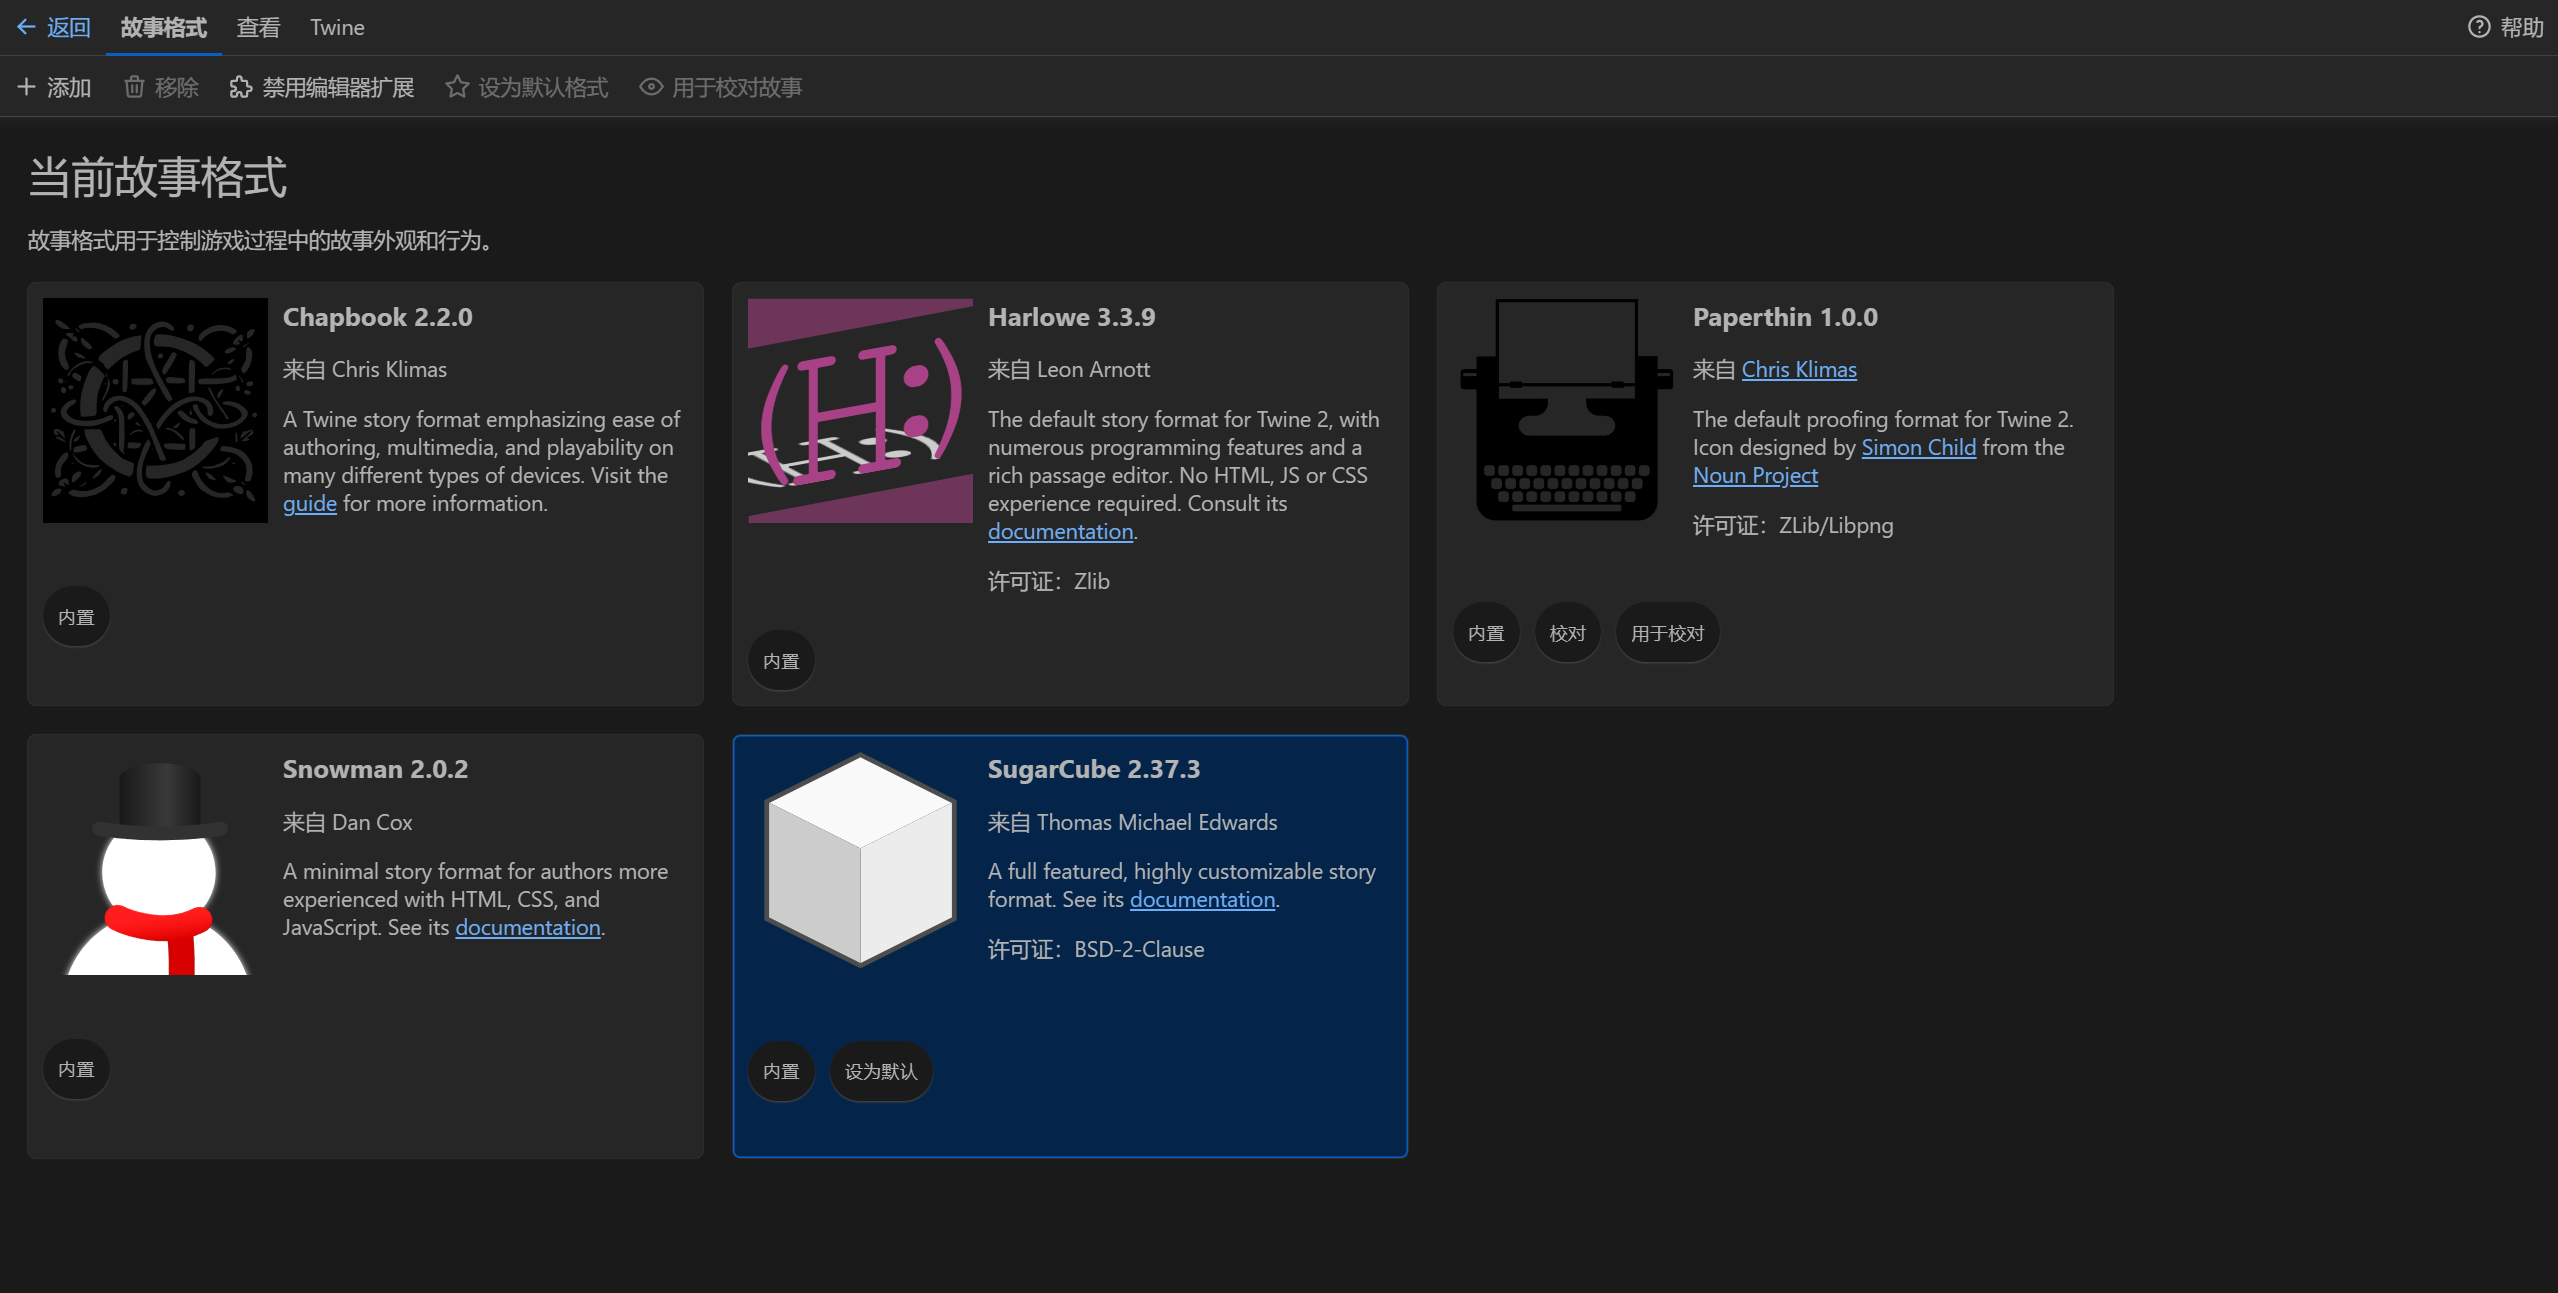 返回 故事格式 查看 Twine 帮助
添加 移除 禁用编辑器扩展 设为默认格式 用于校对故事
当前故事格式
故事格式用于控制游戏过程中的故事外观和行为。
Chapbook 2.2.0
来自 Chris Klimas
A Twine story format emphasizing ease of
authoring, multimedia, and playability on
many different types of devices. Visit the
guide for more information.
内置
(H:)
Harlowe 3.3.9
来自 Leon Arnott
The default story format for Twine 2, with
numerous programming features and a
rich passage editor. No HTML, JS or CSS
experience required. Consult its
documentation.
许可证：Zlib
内置
Paperthin 1.0.0
来自 Chris Klimas
The default proofing format for Twine 2.
Icon designed by Simon Child from the
Noun Project
许可证：ZLib/Libpng
内置 校对 用于校对
Snowman 2.0.2
来自 Dan Cox
A minimal story format for authors more
experienced with HTML, CSS, and
JavaScript. See its documentation.
内置
SugarCube 2.37.3
来自 Thomas Michael Edwards
A full featured, highly customizable story
format. See its documentation.
许可证：BSD-2-Clause
内置 设为默认